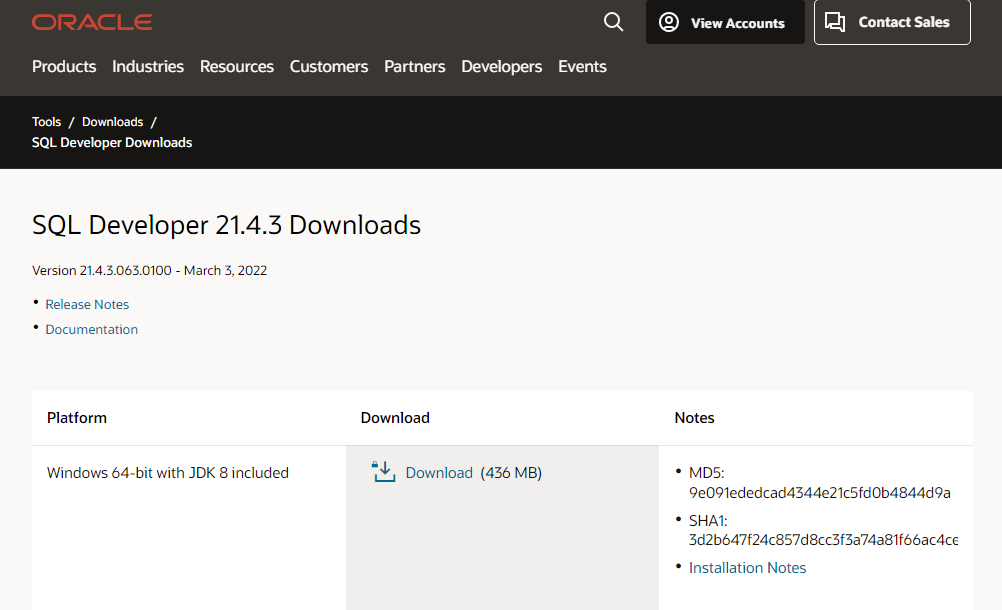 ORACLE
View Accounts
Contact Sales
Products Industries Resources Customers Partners Developers Events
Tools / Downloads /
SQL Developer Downloads
SQL Developer 21.4.3 Downloads
Version 21.4.3.063.0100 - March 3, 2022
• Release Notes
• Documentation
Platform Download Notes
Windows 64-bit with JDK 8 included Download (436 MB)
• MD5:
9e091ededcad4344e21c5fd0b4844d9a
• SHA1:
3d2b647f24c857d8cc3f3a74a81f66ac4ce
• Installation Notes